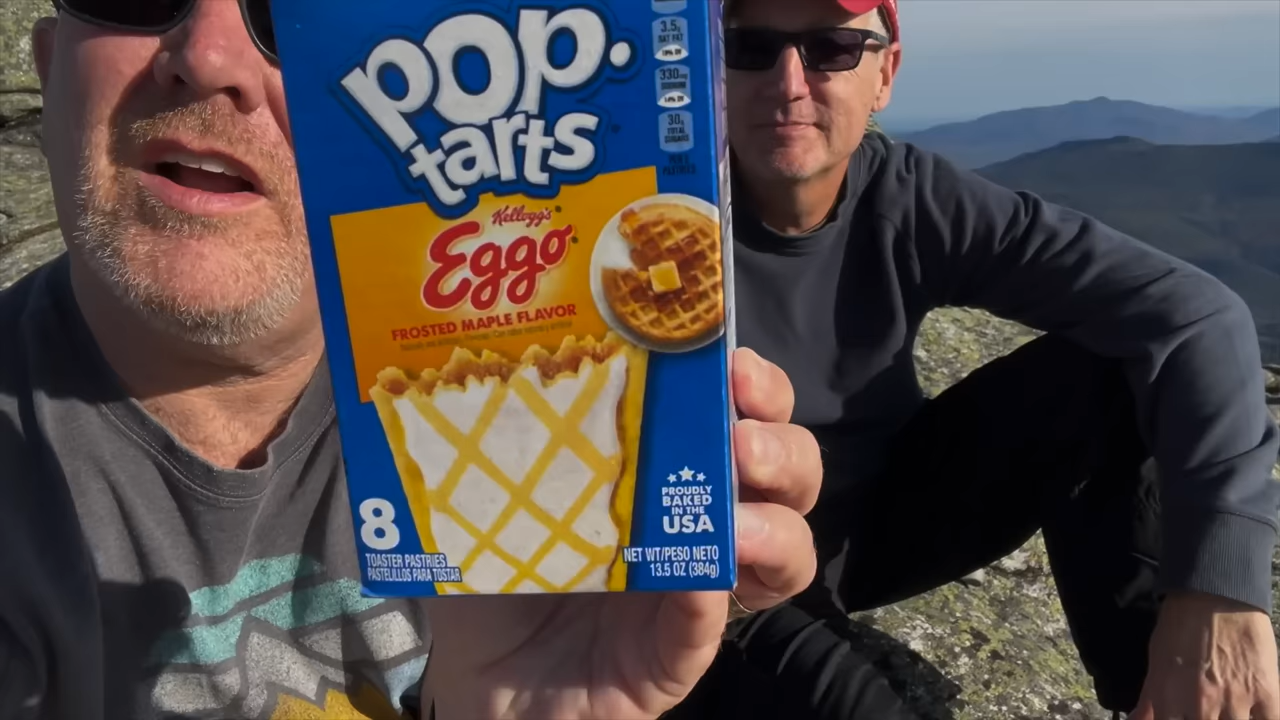 pop.
tarts
3.5g
SAT FAT
330mg
30g
TOTAL
SUGARS
Kellogg's
Eggo
FROSTED MAPLE FLAVOR
PROUDLY
BAKED
IN THE
USA
8
TOASTER PASTRIES
PASTELILLOS PARA TOSTAR
NET WT/PESO NETO
13.5 OZ (384g)